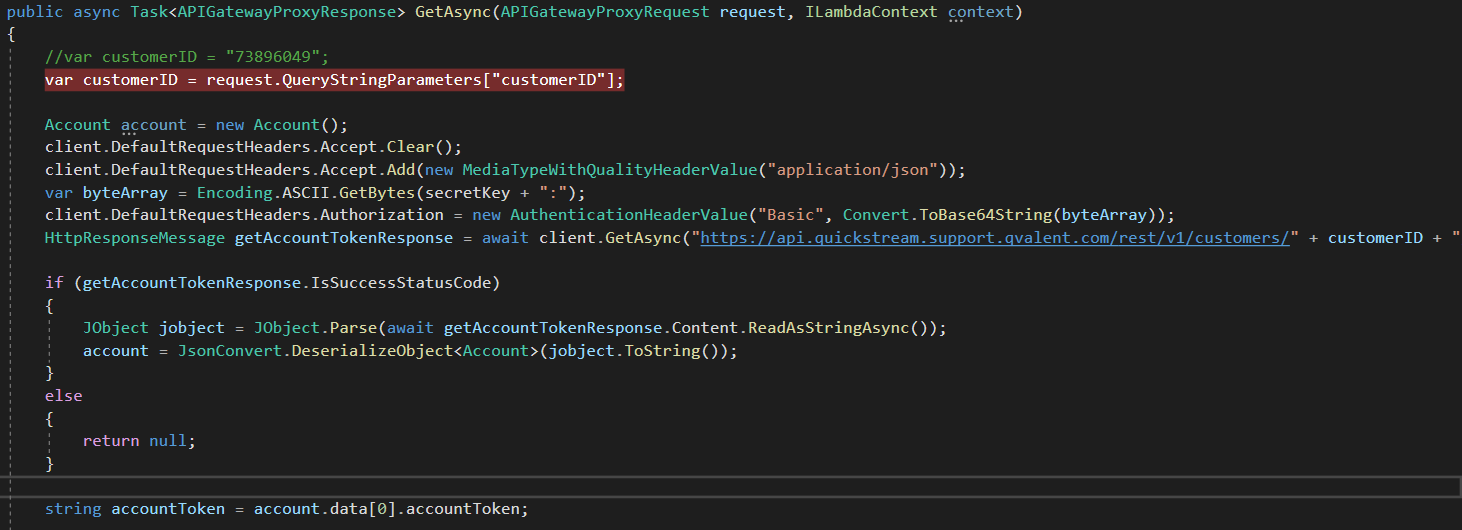 public async Task<APIGatewayProxyResponse> GetAsync(APIGatewayProxyRequest request, ILambdaContext context)
{
//var customerID = "73896049";
var customerID = request.QueryStringParameters["customerID"];
Account account = new Account();
client.DefaultRequestHeaders.Accept.Clear();
client.DefaultRequestHeaders.Accept.Add(new MediaTypeWithQualityHeaderValue("application/json"));
var byteArray = Encoding.ASCII.GetBytes(secretKey + ":");
client.DefaultRequestHeaders.Authorization = new AuthenticationHeaderValue("Basic", Convert.ToBase64String(byteArray));
HttpResponseMessage getAccountTokenResponse = await client.GetAsync("https://api.quickstream.support.qvalent.com/rest/v1/customers/" + customerID + "
if (getAccountTokenResponse.IsSuccessStatusCode)
{
JObject jobject = JObject.Parse(await getAccountTokenResponse.Content.ReadAsStringAsync());
account = JsonConvert.DeserializeObject<Account>(jobject.ToString());
}
else
{
return null;
}
string accountToken = account.data[0].accountToken;